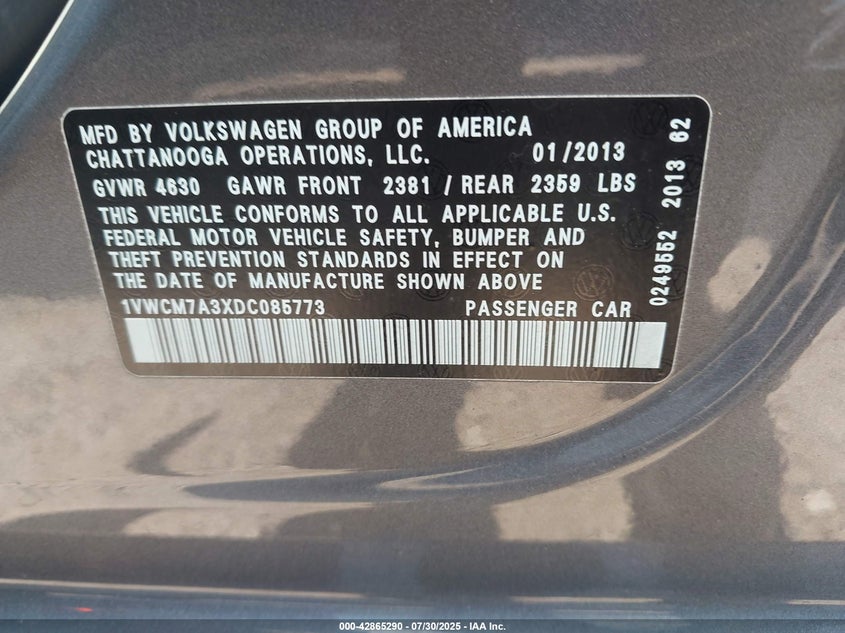 MFD BY VOLKSWAGEN GROUP OF AMERICA
CHATTANOOGA OPERATIONS, LLC. 01/2013
GVWR 4630 GAWR FRONT 2381 / REAR 2359 LBS
THIS VEHICLE CONFORMS TO ALL APPLICABLE U.S.
FEDERAL MOTOR VEHICLE SAFETY, BUMPER AND
THEFT PREVENTION STANDARDS IN EFFECT ON
THE DATE OF MANUFACTURE SHOWN ABOVE
1VWCM7A3XDC085773 PASSENGER CAR
0249552 2013 62
000-42865290 - 07/30/2025 - IAA Inc.